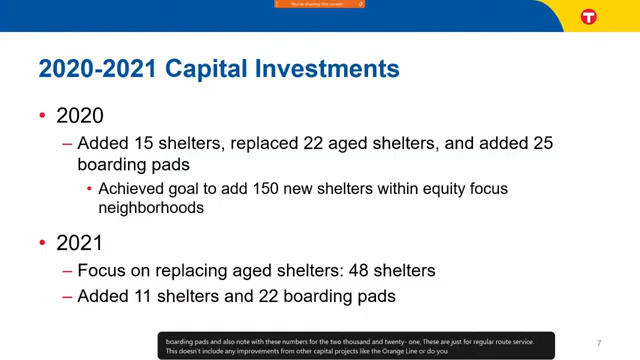 You're sharing the screen
T
2020-2021 Capital Investments
• 2020
– Added 15 shelters, replaced 22 aged shelters, and added 25
boarding pads
• Achieved goal to add 150 new shelters within equity focus
neighborhoods
• 2021
– Focus on replacing aged shelters: 48 shelters
– Added 11 shelters and 22 boarding pads
boarding pads and also note with these numbers for the two thousand and twenty- one, These are just for regular route service.
This doesn't include any improvements from other capital projects like the Orange Line or do you
7